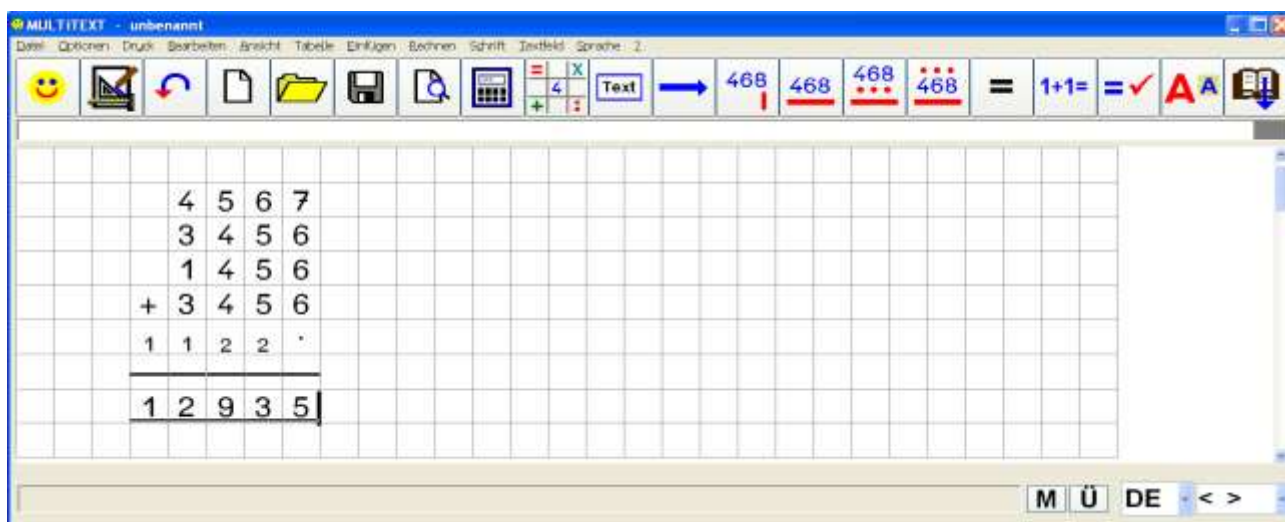 MULTiTEXT - unbenannt
Datei Optionen Druck Bearbeiten Ansicht Tabelle Einfügen Rechnen Schrift Textfeld Sprache 2
= X 4 + : Text 468 468 468 468 = 1+1= =✓ A A
4 5 6 7
3 4 5 6
1 4 5 6
+ 3 4 5 6
1 1 2 2 ·
1 2 9 3 5
M Ü DE < >